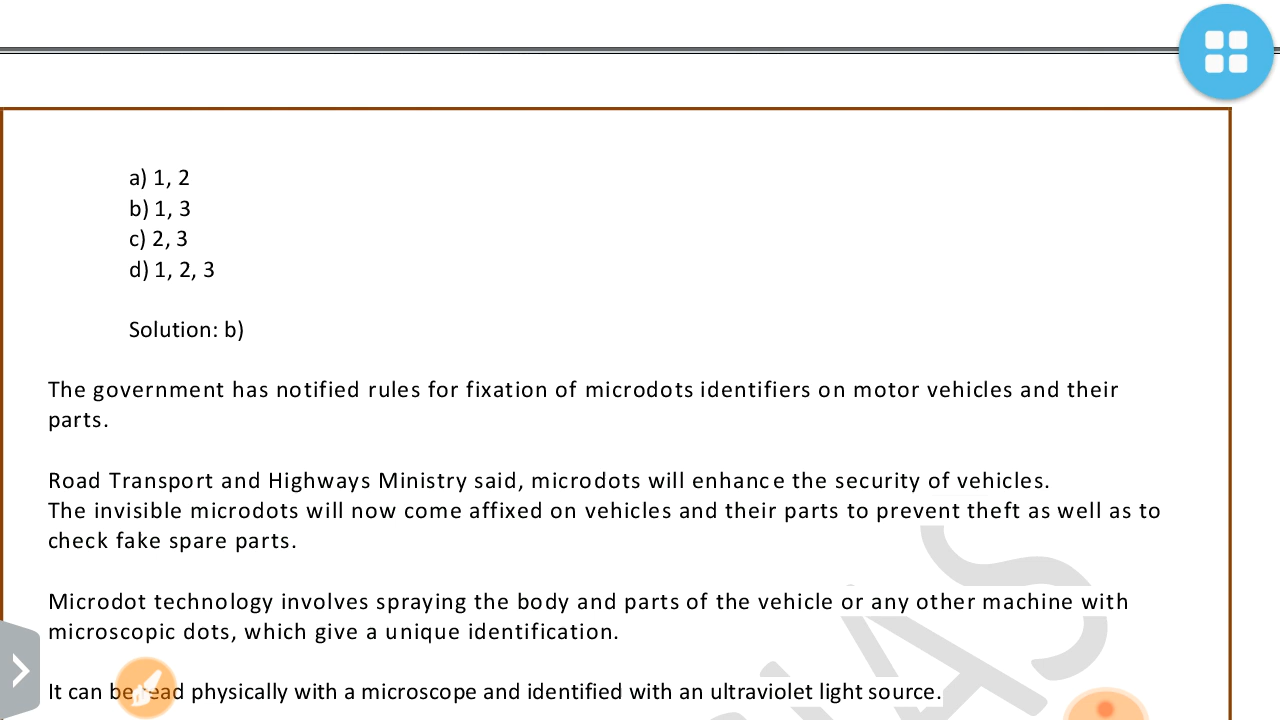 a) 1, 2
b) 1, 3
c) 2, 3
d) 1, 2, 3
Solution: b)
The government has notified rules for fixation of microdots identifiers on motor vehicles and their
parts.
Road Transport and Highways Ministry said, microdots will enhance the security of vehicles.
The invisible microdots will now come affixed on vehicles and their parts to prevent theft as well as to
check fake spare parts.
Microdot technology involves spraying the body and parts of the vehicle or any other machine with
microscopic dots, which give a unique identification.
It can be read physically with a microscope and identified with an ultraviolet light source.